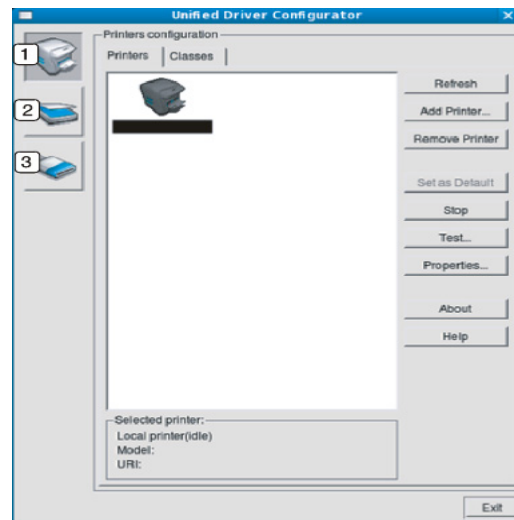 Unified Driver Configurator
Printers configuration
Printers Classes
1
2
3
Refresh
Add Printer...
Remove Printer
Set as Default
Stop
Test...
Properties...
About
Help
Selected printer:
Local printer(idle)
Model:
URI:
Exit